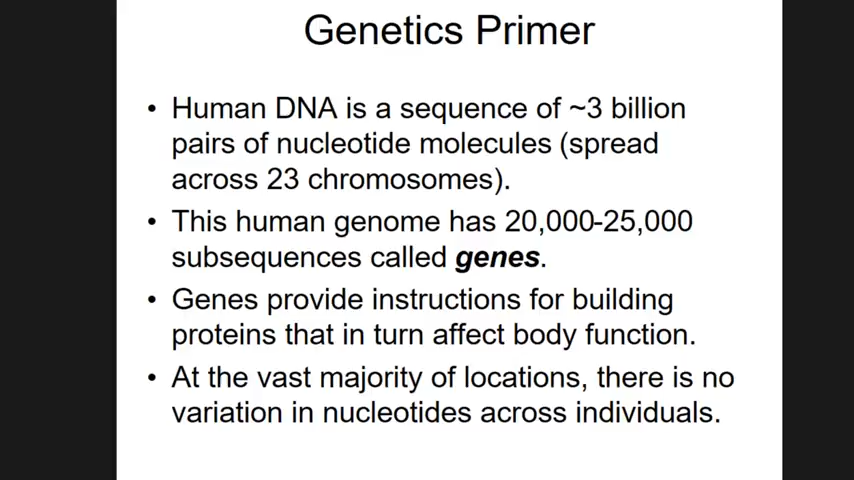 Genetics Primer
• Human DNA is a sequence of ~3 billion
pairs of nucleotide molecules (spread
across 23 chromosomes).
• This human genome has 20,000-25,000
subsequences called genes.
• Genes provide instructions for building
proteins that in turn affect body function.
• At the vast majority of locations, there is no
variation in nucleotides across individuals.